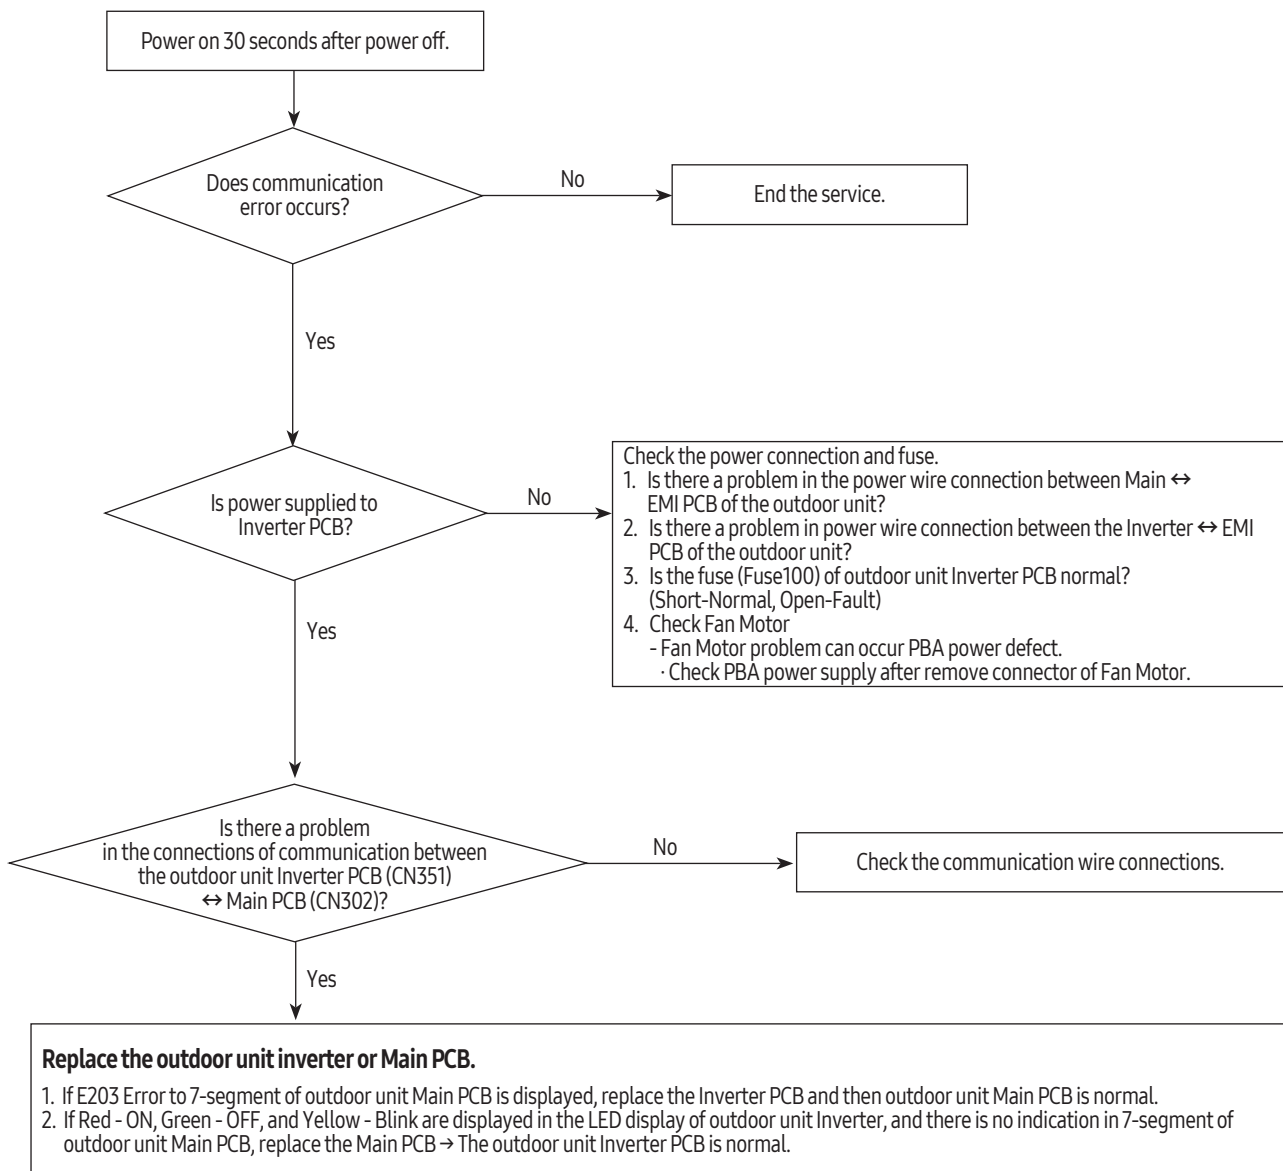 Power on 30 seconds after power off.
Does communication
error occurs?
No
End the service.
Yes
Is power supplied to
Inverter PCB?
No
Check the power connection and fuse.
1. Is there a problem in the power wire connection between Main ↔
EMI PCB of the outdoor unit?
2. Is there a problem in power wire connection between the Inverter ↔ EMI
PCB of the outdoor unit?
3. Is the fuse (Fuse100) of outdoor unit Inverter PCB normal?
(Short-Normal, Open-Fault)
4. Check Fan Motor
- Fan Motor problem can occur PBA power defect.
· Check PBA power supply after remove connector of Fan Motor.
Yes
Is there a problem
in the connections of communication between
the outdoor unit Inverter PCB (CN351)
↔ Main PCB (CN302)?
No
Check the communication wire connections.
Yes
Replace the outdoor unit inverter or Main PCB.
1. If E203 Error to 7-segment of outdoor unit Main PCB is displayed, replace the Inverter PCB and then outdoor unit Main PCB is normal.
2. If Red - ON, Green - OFF, and Yellow - Blink are displayed in the LED display of outdoor unit Inverter, and there is no indication in 7-segment of
outdoor unit Main PCB, replace the Main PCB → The outdoor unit Inverter PCB is normal.